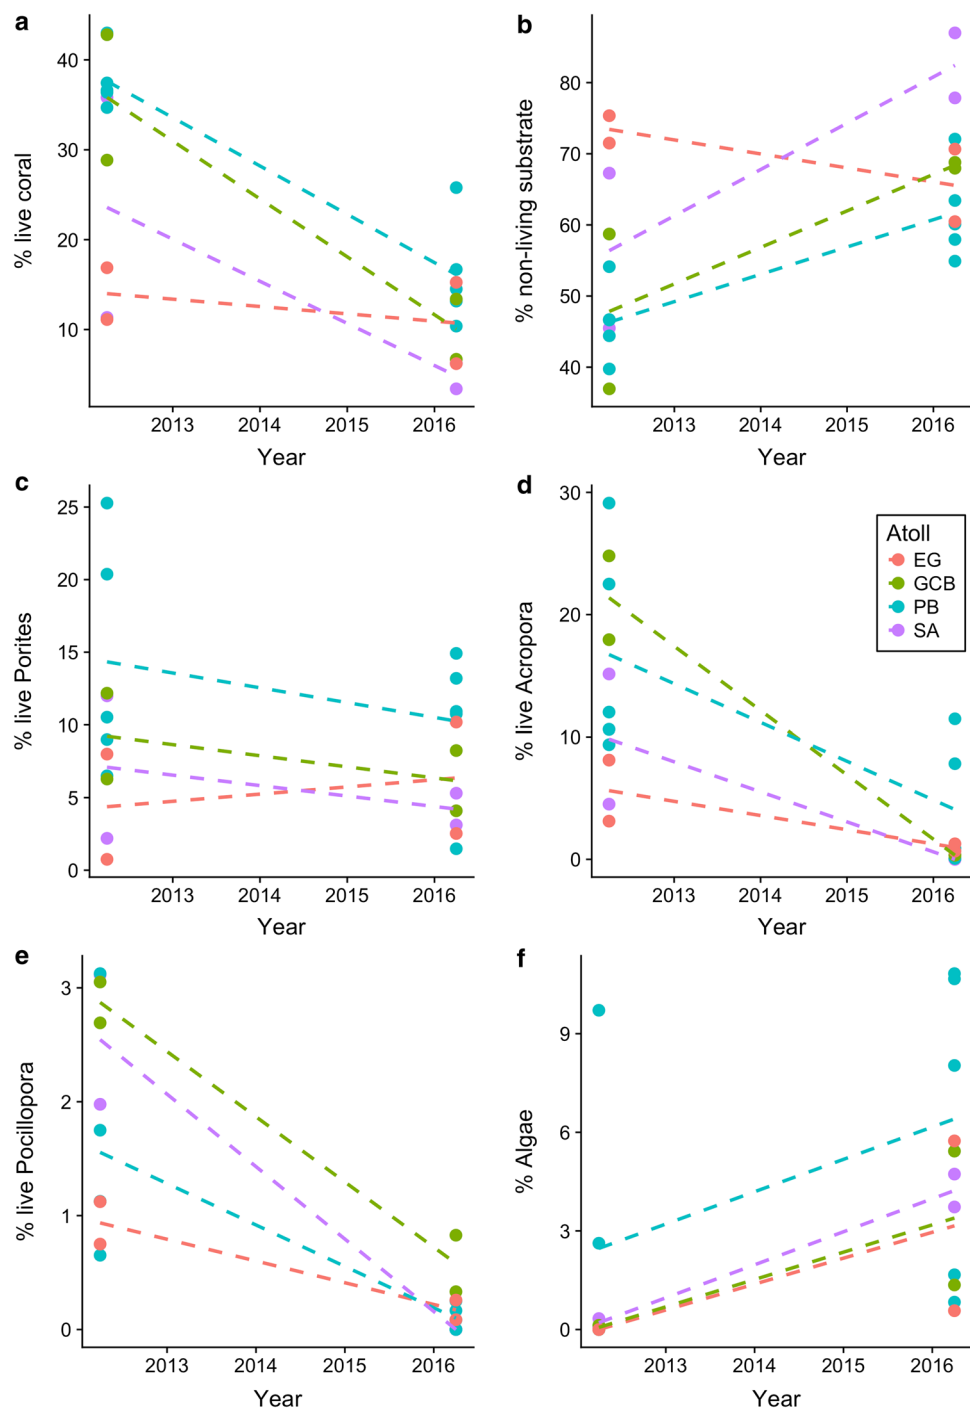 a
% live coral
40
30
20
10
2013 2014 2015 2016
Year
b
% non-living substrate
80
70
60
50
40
2013 2014 2015 2016
Year
c
% live Porites
25
20
15
10
5
0
2013 2014 2015 2016
Year
d
% live Acropora
30
20
10
0
2013 2014 2015 2016
Year
Atoll
EG
GCB
PB
SA
e
% live Pocillopora
3
2
1
0
2013 2014 2015 2016
Year
f
% Algae
9
6
3
0
2013 2014 2015 2016
Year